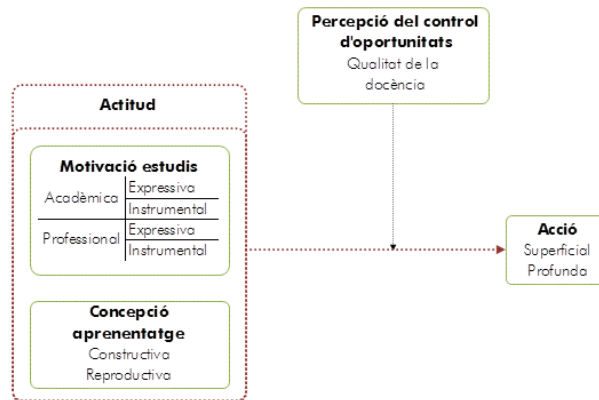 Percepció del control
d'oportunitats
Qualitat de la
docència
Actitud
Motivació estudis
Acadèmica
Expressiva
Instrumental
Professional
Expressiva
Instrumental
Acció
Superficial
Profunda
Concepció
aprenentatge
Constructiva
Reproductiva